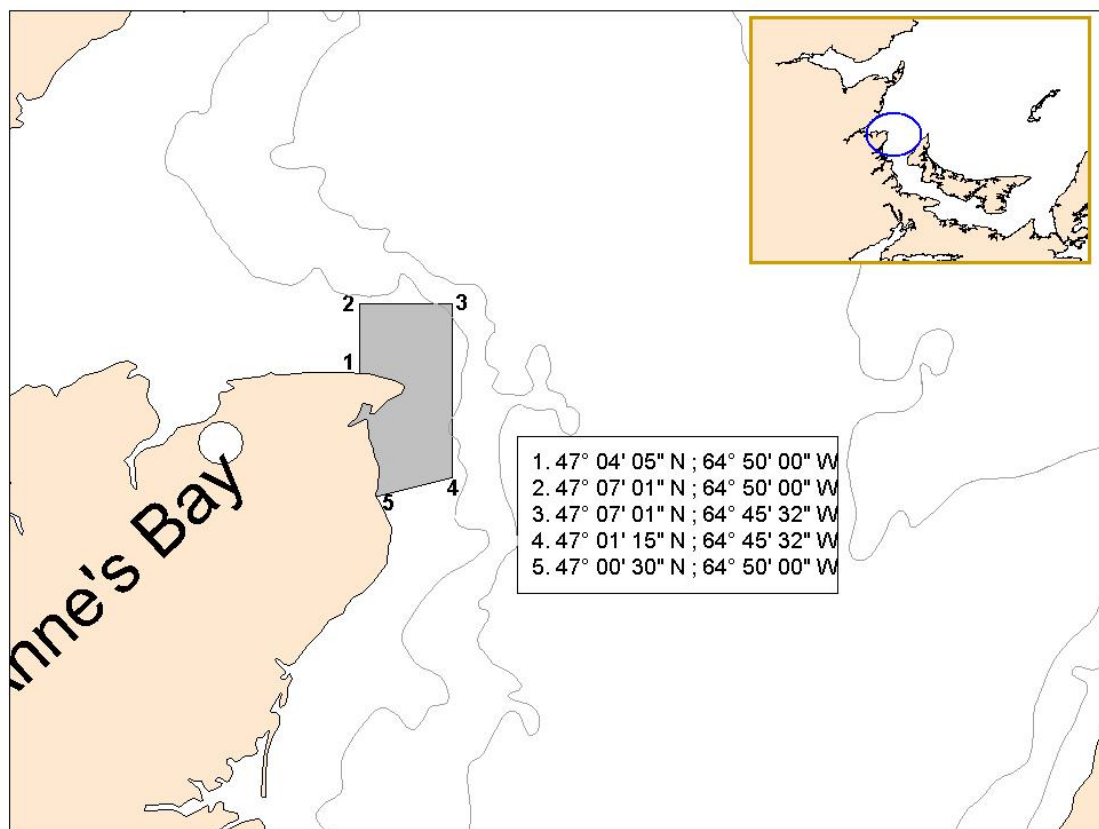 2 3
1
1. 47° 04' 05" N ; 64° 50' 00" W
2. 47° 07' 01" N ; 64° 50' 00" W
3. 47° 07' 01" N ; 64° 45' 32" W
4. 47° 01' 15" N ; 64° 45' 32" W
5. 47° 00' 30" N ; 64° 50' 00" W
4
5
Anne's Bay